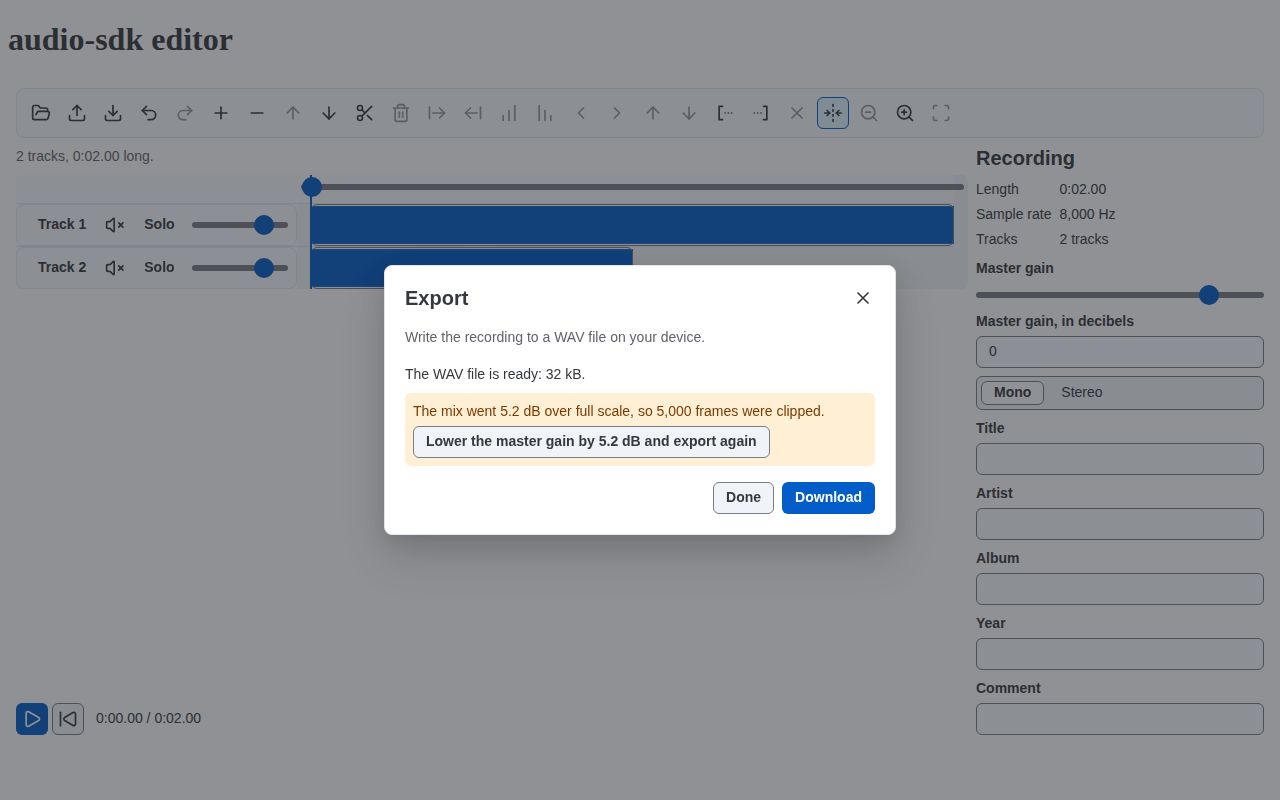 audio-sdk editor
2 tracks, 0:02.00 long.
Track 1 Solo
Track 2 Solo
Recording
Length 0:02.00
Sample rate 8,000 Hz
Tracks 2 tracks
Master gain
Master gain, in decibels
0
Mono Stereo
Title
Artist
Album
Year
Comment
Export
Write the recording to a WAV file on your device.
The WAV file is ready: 32 kB.
The mix went 5.2 dB over full scale, so 5,000 frames were clipped.
Lower the master gain by 5.2 dB and export again
Done Download
0:00.00 / 0:02.00